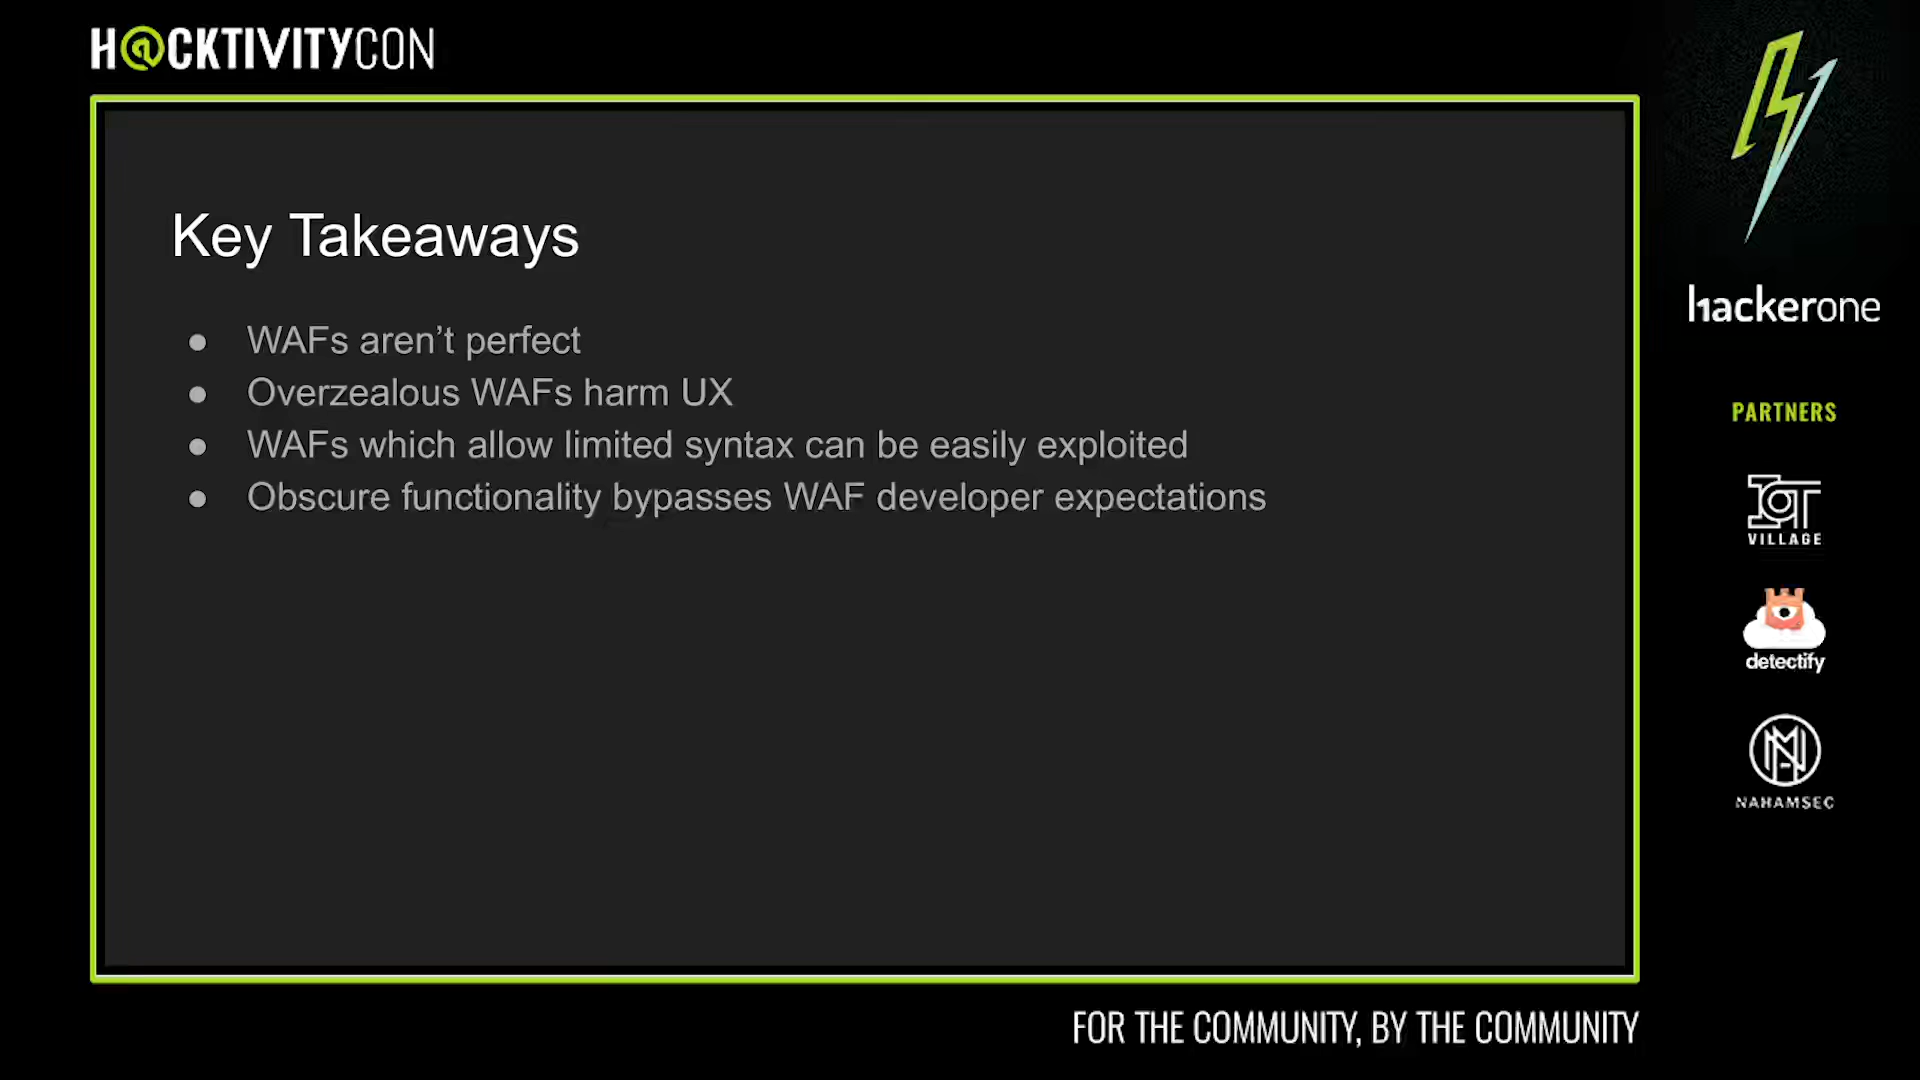 H@CKTIVITYCON
Key Takeaways
● WAFs aren’t perfect
● Overzealous WAFs harm UX
● WAFs which allow limited syntax can be easily exploited
● Obscure functionality bypasses WAF developer expectations
hackerone
PARTNERS
IOT
VILLAGE
detectify
NAHAMSEC
FOR THE COMMUNITY, BY THE COMMUNITY